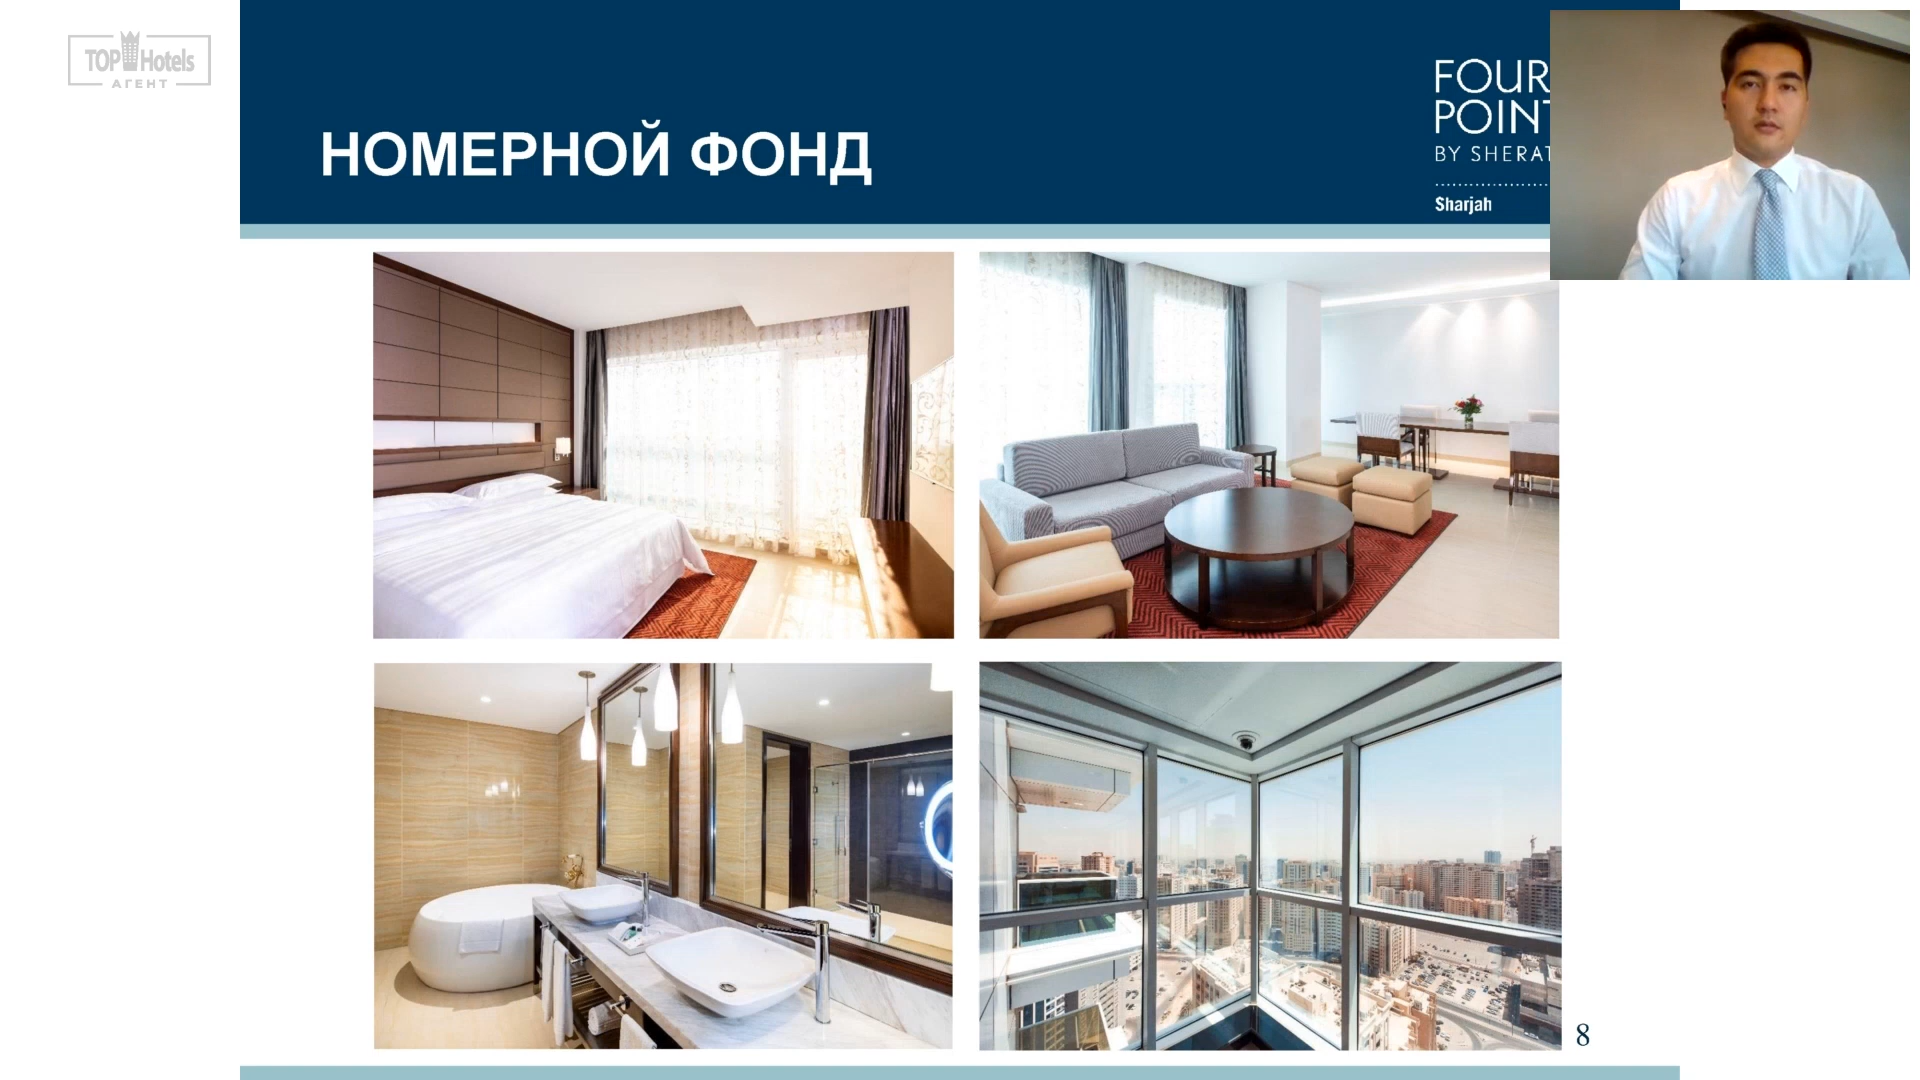 TOP Hotels
АГЕНТ
НОМЕРНОЙ ФОНД
FOUR
POINT
BY SHERAT
Sharjah
8